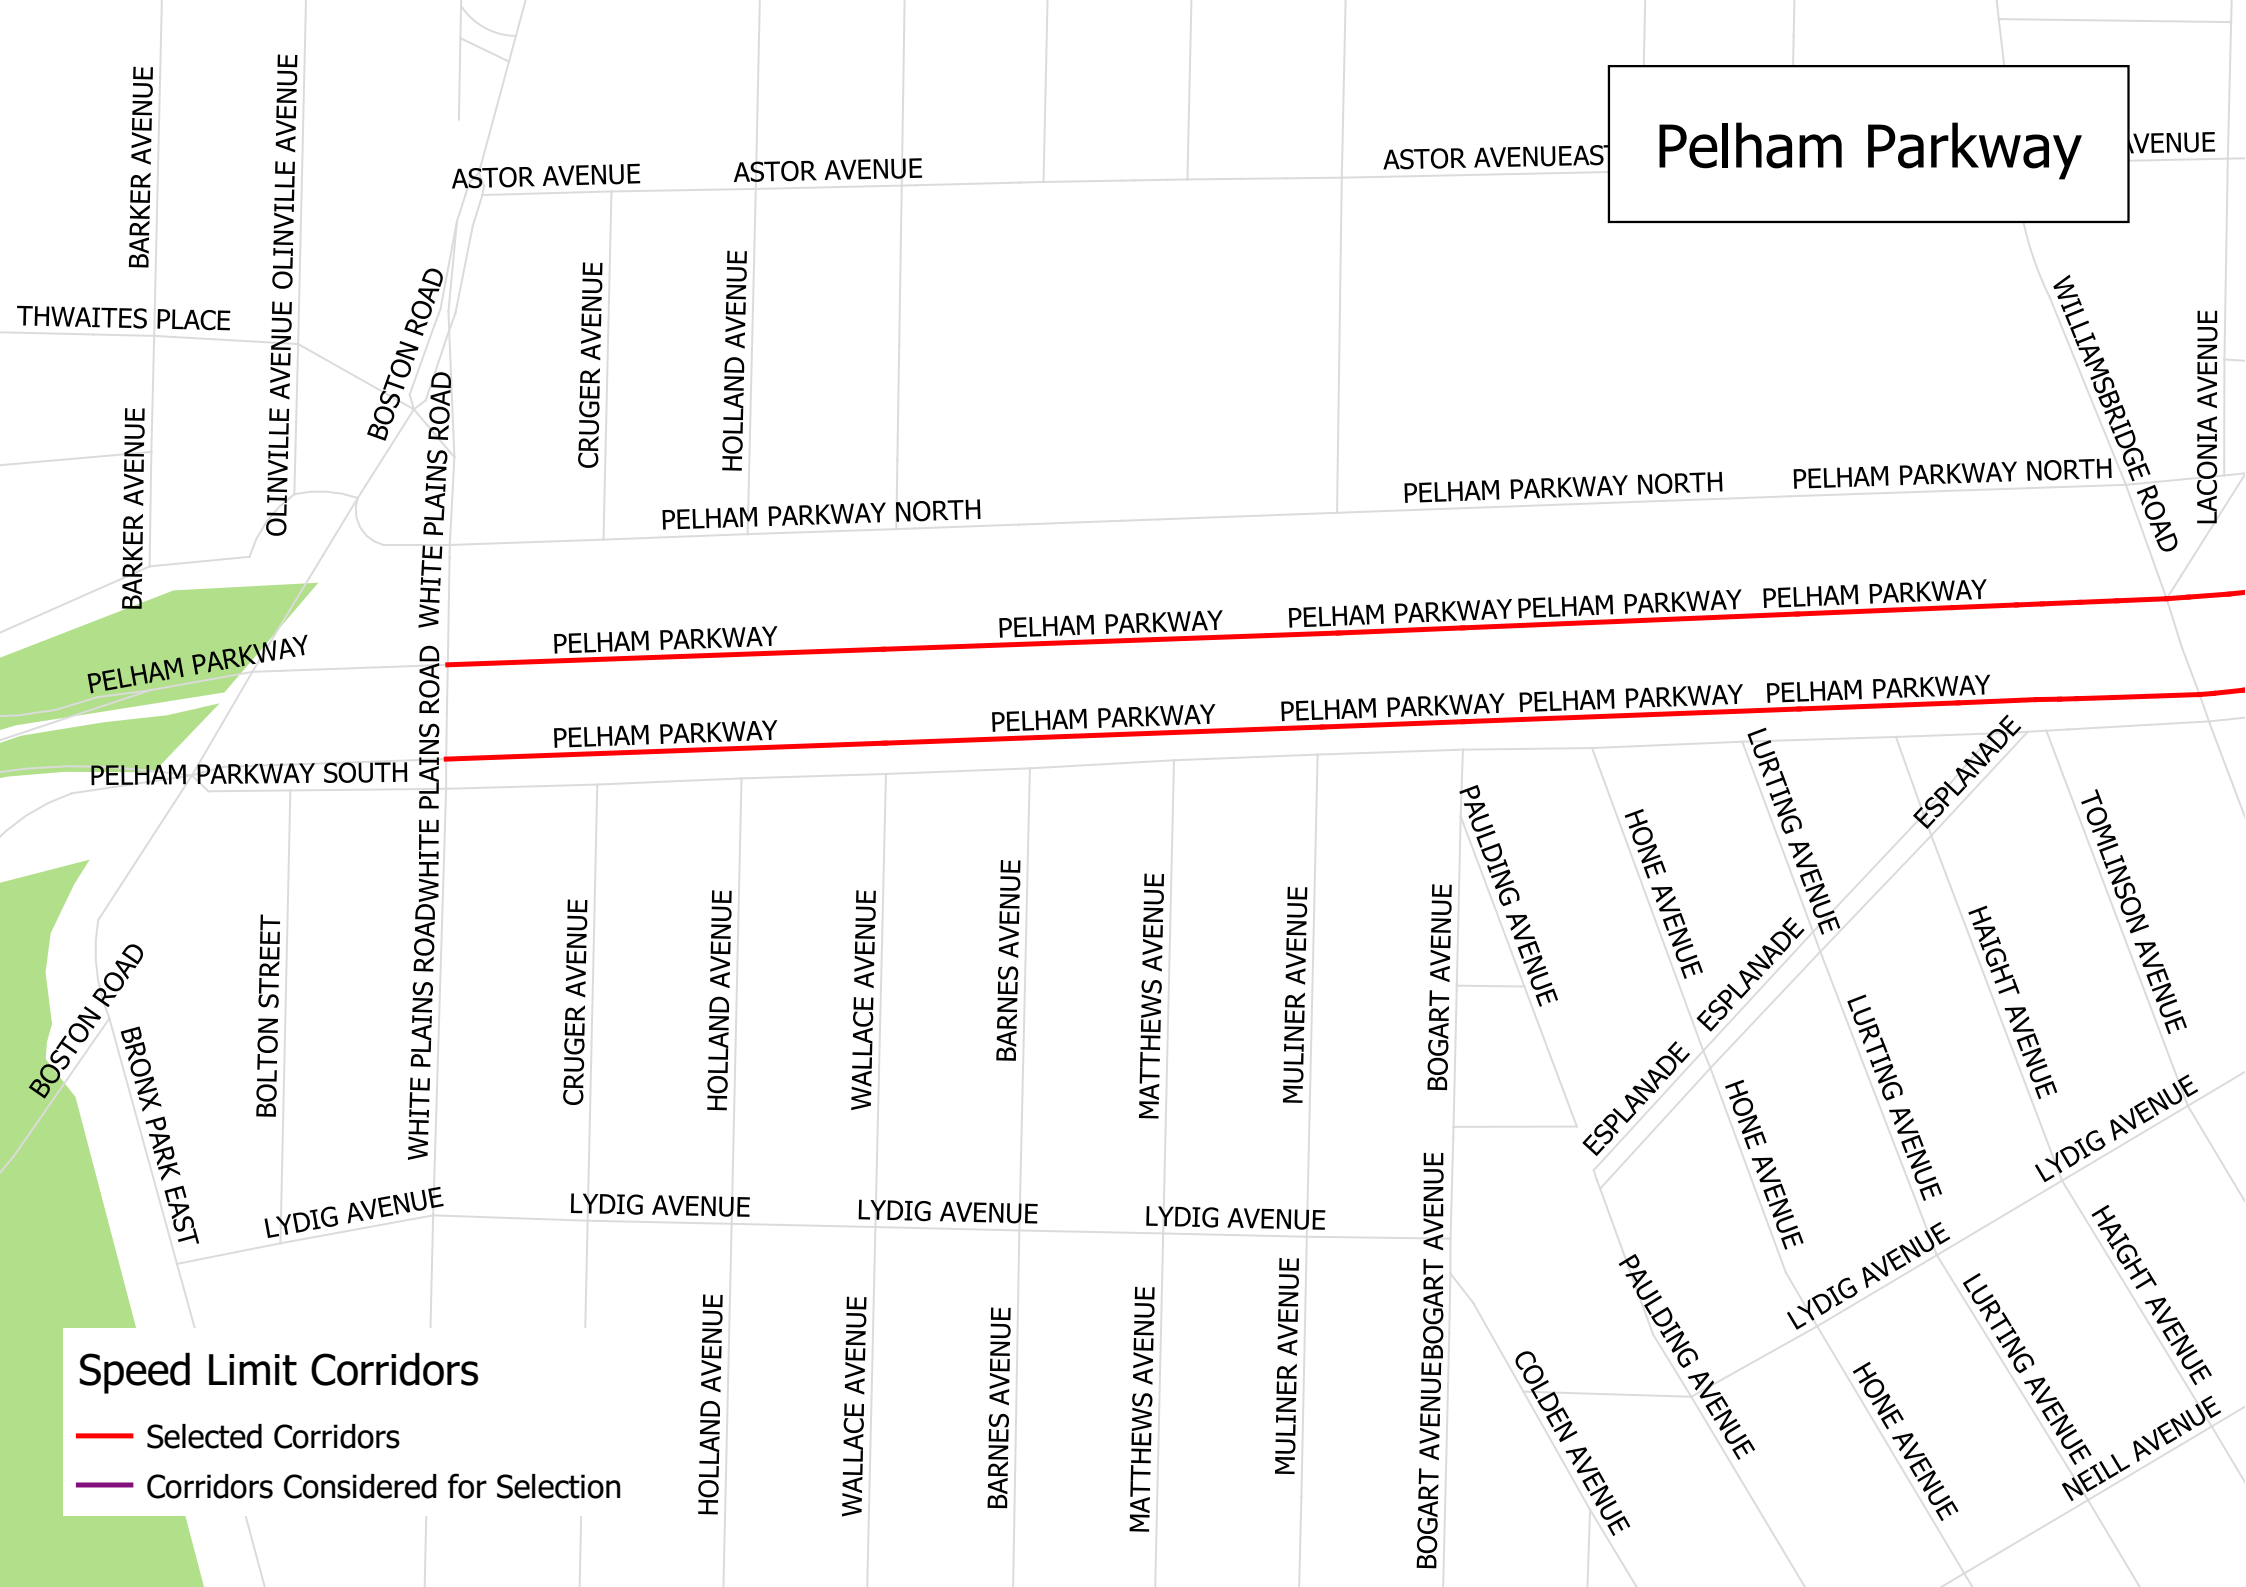 Pelham Parkway
BARKER AVENUE
OLINVILLE AVENUE
OLINVILLE AVENUE
ASTOR AVENUE
ASTOR AVENUE
ASTOR AVENUE
AST
VENUE
THWAITES PLACE
BOSTON ROAD
CRUGER AVENUE
HOLLAND AVENUE
WILLIAMSBRIDGE ROAD
LACONIA AVENUE
BARKER AVENUE
WHITE PLAINS ROAD
WHITE PLAINS ROAD
PELHAM PARKWAY NORTH
PELHAM PARKWAY NORTH
PELHAM PARKWAY NORTH
PELHAM PARKWAY
PELHAM PARKWAY
PELHAM PARKWAY
PELHAM PARKWAY
PELHAM PARKWAY
PELHAM PARKWAY
WHITE PLAINS ROAD
PELHAM PARKWAY
PELHAM PARKWAY
PELHAM PARKWAY
PELHAM PARKWAY
PELHAM PARKWAY
PELHAM PARKWAY SOUTH
WHITE PLAINS ROAD
BOSTON ROAD
BRONX PARK EAST
BOLTON STREET
CRUGER AVENUE
HOLLAND AVENUE
WALLACE AVENUE
BARNES AVENUE
MATTHEWS AVENUE
MULINER AVENUE
BOGART AVENUE
PAULDING AVENUE
HONE AVENUE
LURTING AVENUE
ESPLANADE
ESPLANADE
ESPLANADE
HAIGHT AVENUE
TOMLINSON AVENUE
LURTING AVENUE
HONE AVENUE
LYDIG AVENUE
LYDIG AVENUE
LYDIG AVENUE
LYDIG AVENUE
LYDIG AVENUE
LYDIG AVENUE
HOLLAND AVENUE
WALLACE AVENUE
BARNES AVENUE
MATTHEWS AVENUE
MULINER AVENUE
BOGART AVENUE
BOGART AVENUE
COLDEN AVENUE
PAULDING AVENUE
HONE AVENUE
LURTING AVENUE
HAIGHT AVENUE
NEILL AVENUE
Speed Limit Corridors
Selected Corridors
Corridors Considered for Selection